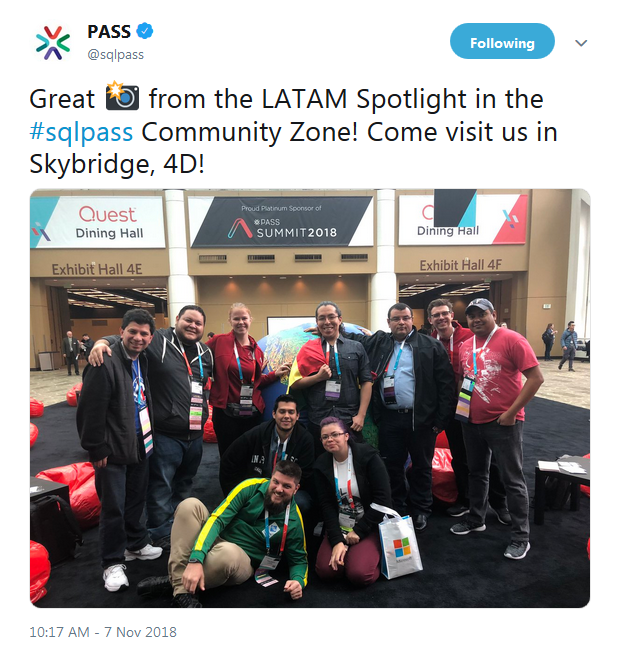 PASS
@sqlpass
Following
Great from the LATAM Spotlight in the
#sqlpass Community Zone! Come visit us in
Skybridge, 4D!
Quest
Dining Hall
Proud Platinum Sponsor of
PASS
SUMMIT2018
Dining Hall
Exhibit Hall 4E
Exhibit Hall 4F
10:17 AM - 7 Nov 2018